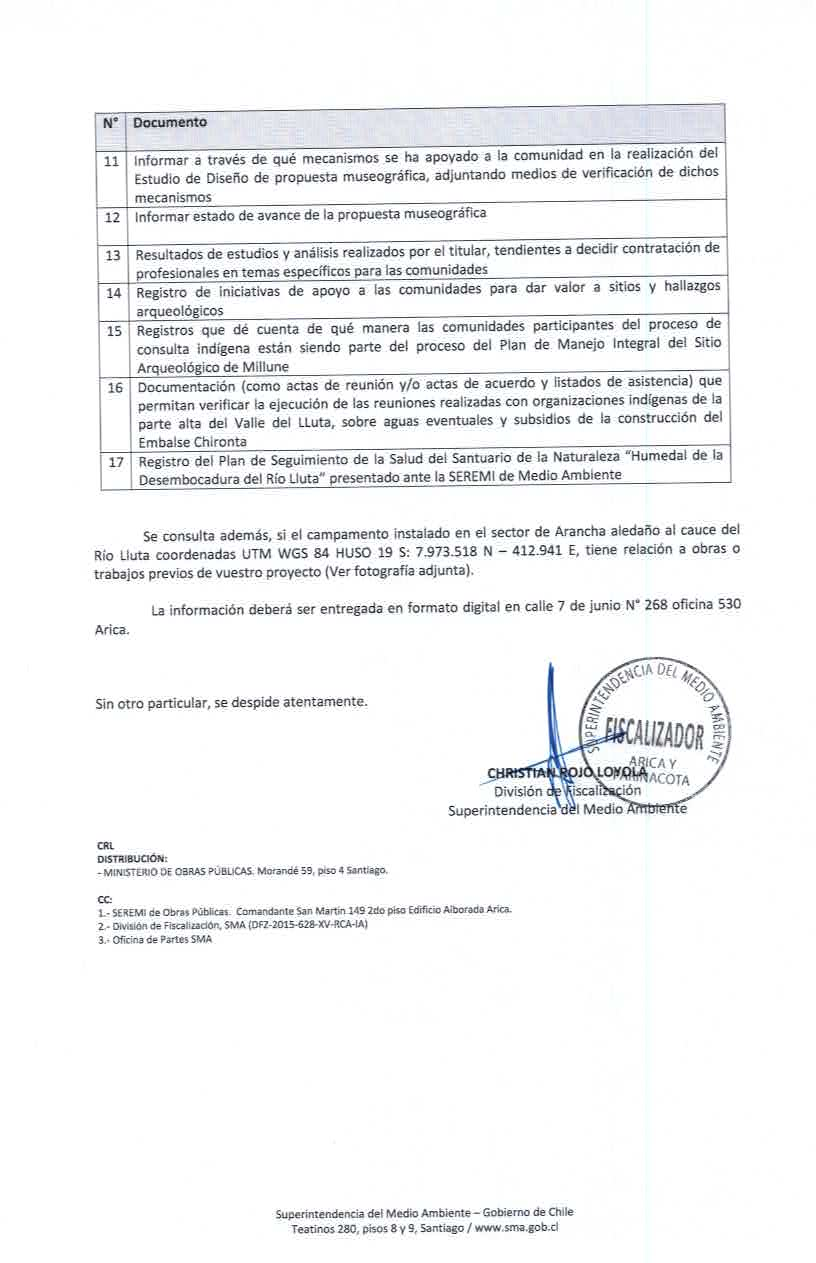 N° Documento
11 Informar a través de qué mecanismos se ha apoyado a la comunidad en la realización del
Estudio de Diseño de propuesta museográfica, adjuntando medios de verificación de dichos
mecanismos
12 Informar estado de avance de la propuesta museográfica
13 Resultados de estudios y análisis realizados por el titular, tendientes a decidir contratación de
profesionales en temas específicos para las comunidades
14 Registro de iniciativas de apoyo a las comunidades para dar valor a sitios y hallazgos
arqueológicos
15 Registros que dé cuenta de qué manera las comunidades participantes del proceso de
consulta indígena están siendo parte del proceso del Plan de Manejo Integral del Sitio
Arqueológico de Millune
16 Documentación (como actas de reunión y/o actas de acuerdo y listados de asistencia) que
permitan verificar la ejecución de las reuniones realizadas con organizaciones indígenas de la
parte alta del Valle del LLuta, sobre aguas eventuales y subsidios de la construcción del
Embalse Chironta
17 Registro del Plan de Seguimiento de la Salud del Santuario de la Naturaleza “Humedal de la
Desembocadura del Río Lluta” presentado ante la SEREMI de Medio Ambiente
Se consulta además, si el campamento instalado en el sector de Arancha aledaño al cauce del
Río Lluta coordenadas UTM WGS 84 HUSO 19 S: 7.973.518 N – 412.941 E, tiene relación a obras o
trabajos previos de vuestro proyecto (Ver fotografía adjunta).
La información deberá ser entregada en formato digital en calle 7 de junio N° 268 oficina 530
Arica.
Sin otro particular, se despide atentamente.
SUPERINTENDENCIA DEL MEDIO AMBIENTE
FISCALIZADOR
ARICA Y
PARINACOTA
CHRISTIAN ROJO LOYOLA
División de Fiscalización
Superintendencia del Medio Ambiente
CRL
DISTRIBUCIÓN:
- MINISTERIO DE OBRAS PÚBLICAS. Morandé 59, piso 4 Santiago.
CC:
1.- SEREMI de Obras Públicas. Comandante San Martin 149 2do piso Edificio Alborada Arica.
2.- División de Fiscalización, SMA (DFZ-2015-628-XV-RCA-IA)
3.- Oficina de Partes SMA
Superintendencia del Medio Ambiente – Gobierno de Chile
Teatinos 280, pisos 8 y 9, Santiago / www.sma.gob.cl